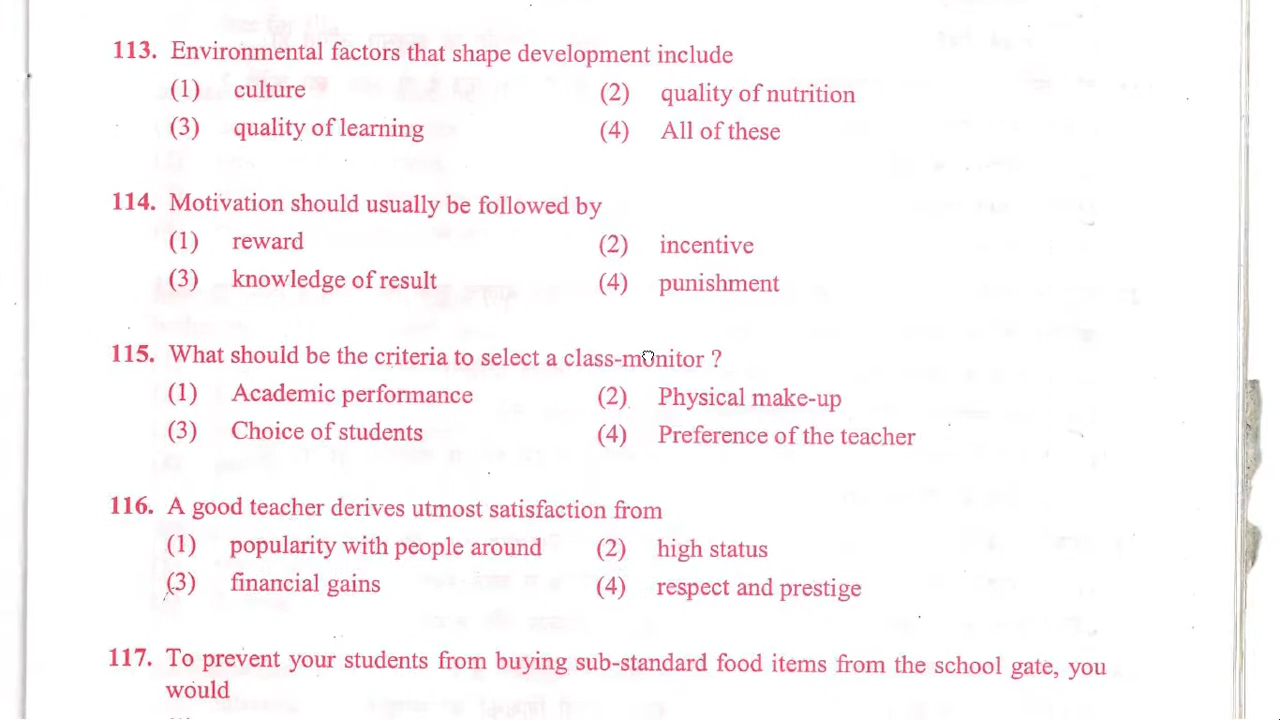 113. Environmental factors that shape development include
(1) culture (2) quality of nutrition
(3) quality of learning (4) All of these
114. Motivation should usually be followed by
(1) reward (2) incentive
(3) knowledge of result (4) punishment
115. What should be the criteria to select a class-monitor ?
(1) Academic performance (2) Physical make-up
(3) Choice of students (4) Preference of the teacher
116. A good teacher derives utmost satisfaction from
(1) popularity with people around (2) high status
(3) financial gains (4) respect and prestige
117. To prevent your students from buying sub-standard food items from the school gate, you
would